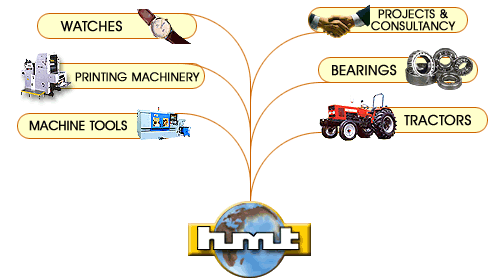 WATCHES
PROJECTS &
CONSULTANCY
PRINTING MACHINERY
BEARINGS
MACHINE TOOLS
TRACTORS
hmt